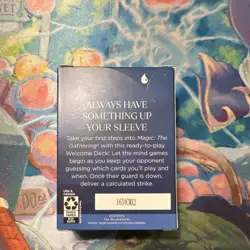 ALWAYS HAVE
SOMETHING UP
YOUR SLEEVE
Take your first steps into Magic: The
Gathering® with this ready-to-play
Welcome Deck! Let the mind games
begin as you keep your opponent
guessing which cards you'll play and
when. Once their guard is down,
deliver a calculated strike.